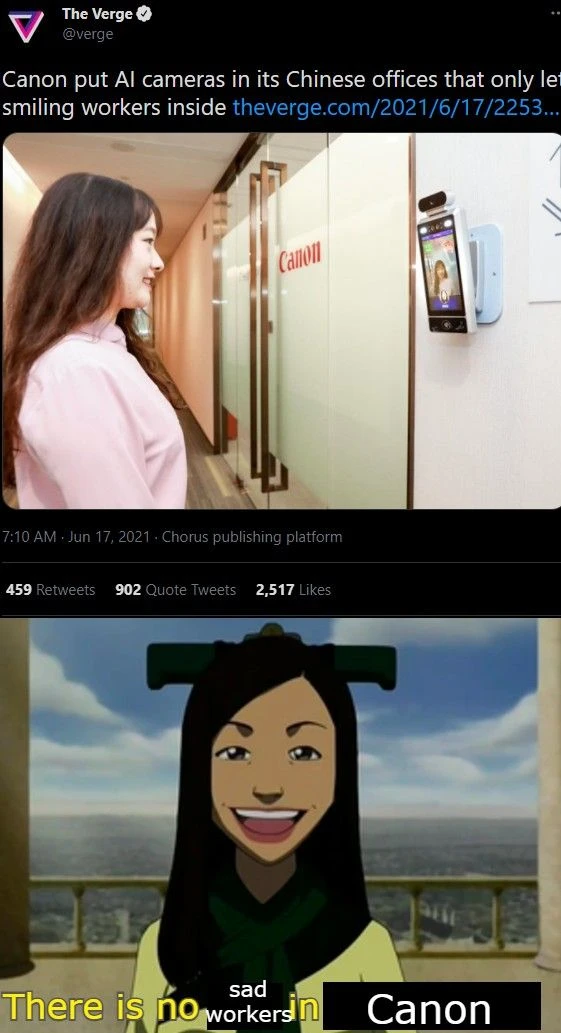 The Verge
@verge
Canon put AI cameras in its Chinese offices that only let
smiling workers inside theverge.com/2021/6/17/2253...
Canon
7:10 AM · Jun 17, 2021 · Chorus publishing platform
459 Retweets 902 Quote Tweets 2,517 Likes
There is no sad workers in Canon